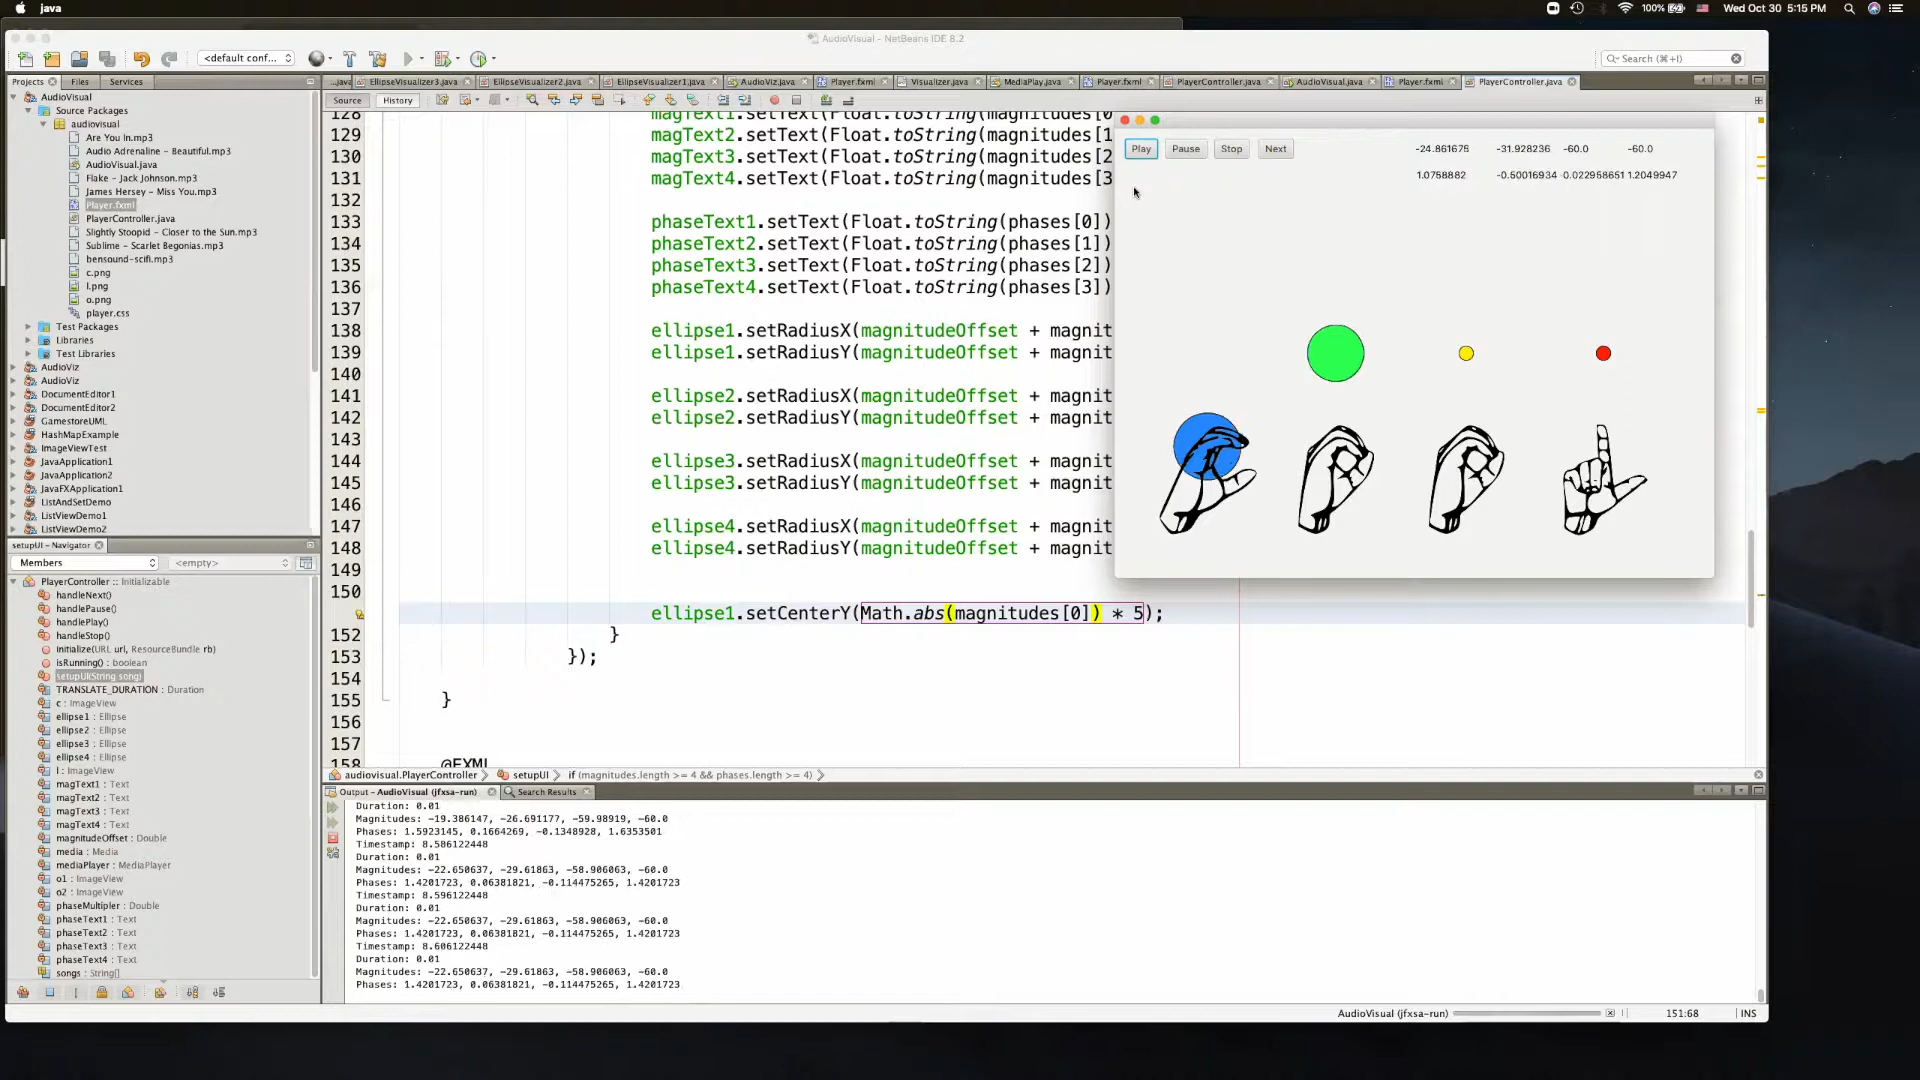 java
100%
Wed Oct 30 5:15 PM
AudioVisual - NetBeans IDE 8.2
<default conf...
Search (⌘+I)
Projects
Files
Services
...java
EllipseVisualizer3.java
EllipseVisualizer2.java
EllipseVisualizer1.java
AudioViz.java
Player.fxml
Visualizer.java
MediaPlay.java
Player.fxml
PlayerController.java
AudioVisual.java
Player.fxml
PlayerController.java
Source
History
AudioVisual
Source Packages
audiovisual
Are You In.mp3
Audio Adrenaline - Beautiful.mp3
AudioVisual.java
Flake - Jack Johnson.mp3
James Hersey - Miss You.mp3
Player.fxml
PlayerController.java
Slightly Stoopid - Closer to the Sun.mp3
Sublime - Scarlet Begonias.mp3
bensound-scifi.mp3
c.png
l.png
o.png
player.css
Test Packages
Libraries
Test Libraries
AudioViz
AudioViz
DocumentEditor1
DocumentEditor2
GamestoreUML
HashMapExample
ImageViewTest
JavaApplication1
JavaApplication2
JavaFXApplication1
ListAndSetDemo
ListViewDemo1
ListViewDemo2
setupUI - Navigator
Members
<empty>
PlayerController :: Initializable
handleNext()
handlePause()
handlePlay()
handleStop()
initialize(URL url, ResourceBundle rb)
isRunning() : boolean
setupUI(String song)
TRANSLATE_DURATION : Duration
c : ImageView
ellipse1 : Ellipse
ellipse2 : Ellipse
ellipse3 : Ellipse
ellipse4 : Ellipse
l : ImageView
magText1 : Text
magText2 : Text
magText3 : Text
magText4 : Text
magnitudeOffset : Double
media : Media
mediaPlayer : MediaPlayer
o1 : ImageView
o2 : ImageView
phaseMultipler : Double
phaseText1 : Text
phaseText2 : Text
phaseText3 : Text
phaseText4 : Text
songs : String[]
128 magText1.setText(Float.toString(magnitudes[0
129 magText2.setText(Float.toString(magnitudes[1
130 magText3.setText(Float.toString(magnitudes[2
131 magText4.setText(Float.toString(magnitudes[3
132
133 phaseText1.setText(Float.toString(phases[0])
134 phaseText2.setText(Float.toString(phases[1])
135 phaseText3.setText(Float.toString(phases[2])
136 phaseText4.setText(Float.toString(phases[3])
137
138 ellipse1.setRadiusX(magnitudeOffset + magnit
139 ellipse1.setRadiusY(magnitudeOffset + magnit
140
141 ellipse2.setRadiusX(magnitudeOffset + magnit
142 ellipse2.setRadiusY(magnitudeOffset + magnit
143
144 ellipse3.setRadiusX(magnitudeOffset + magnit
145 ellipse3.setRadiusY(magnitudeOffset + magnit
146
147 ellipse4.setRadiusX(magnitudeOffset + magnit
148 ellipse4.setRadiusY(magnitudeOffset + magnit
149
150
ellipse1.setCenterY(Math.abs(magnitudes[0]) * 5);
152 }
153 });
154
155 }
156
157
158 @FXML
Play
Pause
Stop
Next
-24.861675 -31.928236 -60.0 -60.0
1.0758882 -0.50016934 -0.022958651 1.2049947
audiovisual.PlayerController
setupUI
if (magnitudes.length >= 4 && phases.length >= 4)
Output - AudioVisual (jfxsa-run)
Search Results
Duration: 0.01
Magnitudes: -19.386147, -26.691177, -59.98919, -60.0
Phases: 1.5923145, 0.1664269, -0.1348928, 1.6353501
Timestamp: 8.586122448
Duration: 0.01
Magnitudes: -22.650637, -29.61863, -58.906063, -60.0
Phases: 1.4201723, 0.06381821, -0.114475265, 1.4201723
Timestamp: 8.596122448
Duration: 0.01
Magnitudes: -22.650637, -29.61863, -58.906063, -60.0
Phases: 1.4201723, 0.06381821, -0.114475265, 1.4201723
Timestamp: 8.606122448
Duration: 0.01
Magnitudes: -22.650637, -29.61863, -58.906063, -60.0
Phases: 1.4201723, 0.06381821, -0.114475265, 1.4201723
AudioVisual (jfxsa-run)
151:68
INS